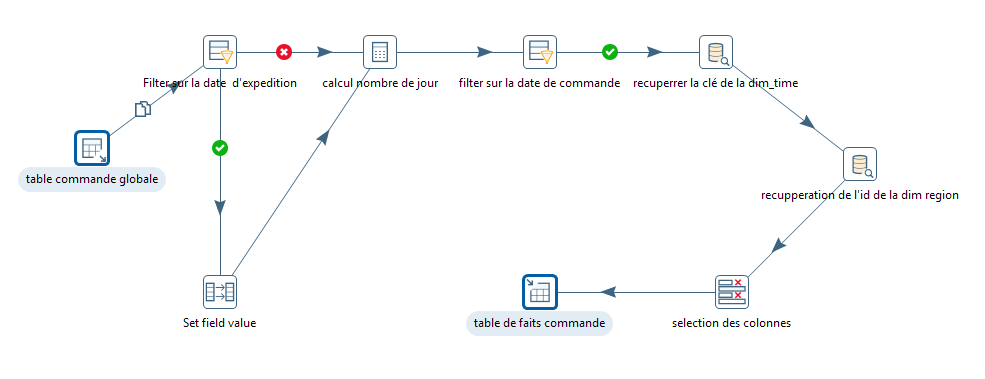 Filter sur la date  d'expedition
calcul nombre de jour
filter sur la date de commande
recuperrer la clé de la dim_time
table commande globale
recupperation de l'id de la dim region
Set field value
table de faits commande
selection des colonnes